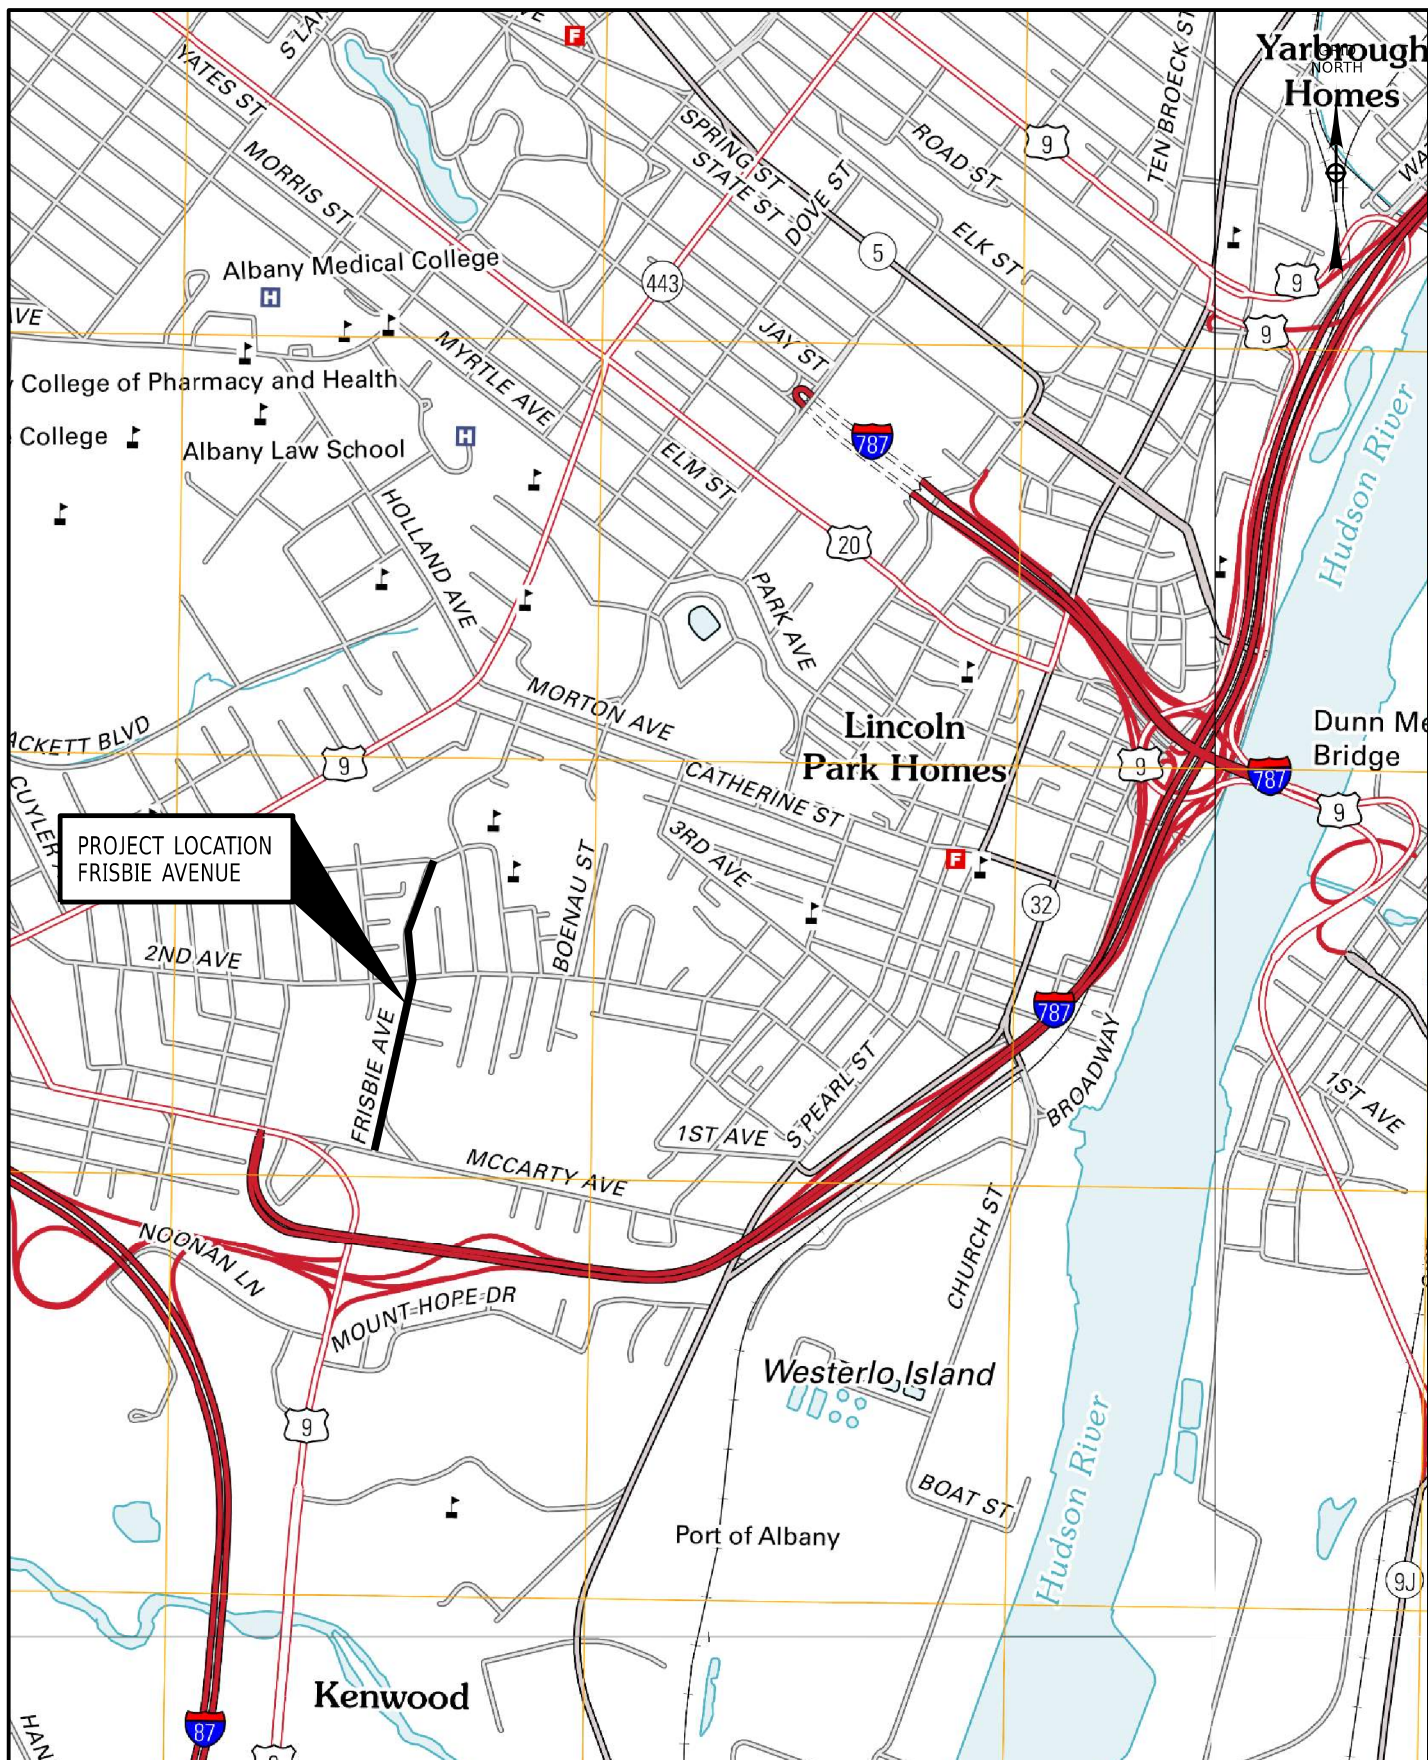 YATES ST
F
TEN BROECK ST
Yarbrough
Homes
GRID
NORTH
9
SPRING ST
STATE ST
DOVE ST
ROAD ST
MORRIS ST
ELK ST
5
Albany Medical College
H
443
9
AVE
9
JAY ST
MYRTLE AVE
College of Pharmacy and Health
787
Hudson River
College
Albany Law School
H
ELM ST
HOLLAND AVE
20
PARK AVE
MORTON AVE
Lincoln
Park Homes
Dunn Me
Bridge
ACKETT BLVD
9
9
787
9
CUYLER
CATHERINE ST
PROJECT LOCATION
FRISBIE AVENUE
3RD AVE
BOENAU ST
F
32
2ND AVE
787
FRISBIE AVE
S PEARL ST
BROADWAY
1ST AVE
1ST AVE
MCCARTY AVE
NOONAN LN
CHURCH ST
MOUNT HOPE DR
Westerlo Island
9
Hudson River
BOAT ST
Port of Albany
9J
Kenwood
87
HAN